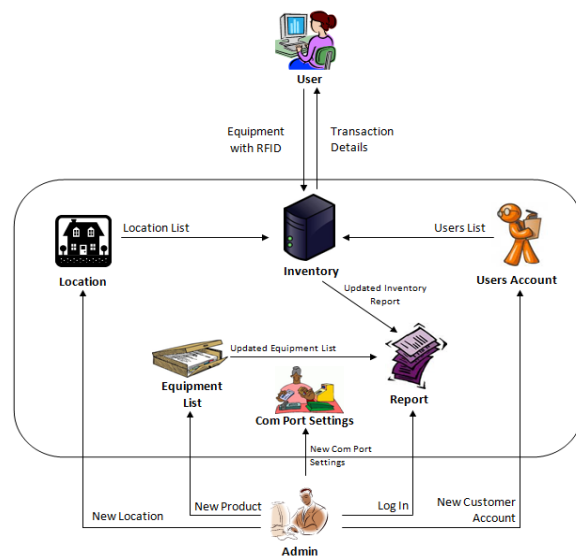 User
Equipment
with RFID
Transaction
Details
Location List
Users List
Location
Inventory
Users Account
Updated Inventory
Report
Updated Equipment List
Equipment
List
Com Port Settings
Report
New Com Port
Settings
New Location
New Product
Log In
New Customer
Account
Admin